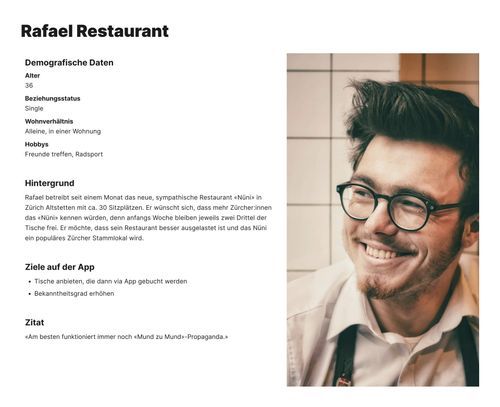 Rafael Restaurant
Demografische Daten
Alter
36
Beziehungsstatus
Single
Wohnverhältnis
Alleine, in einer Wohnung
Hobbys
Freunde treffen, Radsport
Hintergrund
Rafael betreibt seit einem Monat das neue, sympathische Restaurant «Nüni» in
Zürich Altstetten mit ca. 30 Sitzplätzen. Er wünscht sich, dass mehr Zürcher:innen
das «Nüni» kennen würden, denn anfangs Woche bleiben jeweils zwei Drittel der
Tische frei. Er möchte, dass sein Restaurant besser ausgelastet ist und das Nüni
ein populäres Zürcher Stammlokal wird.
Ziele auf der App
• Tische anbieten, die dann via App gebucht werden
• Bekanntheitsgrad erhöhen
Zitat
«Am besten funktioniert immer noch «Mund zu Mund»-Propaganda.»